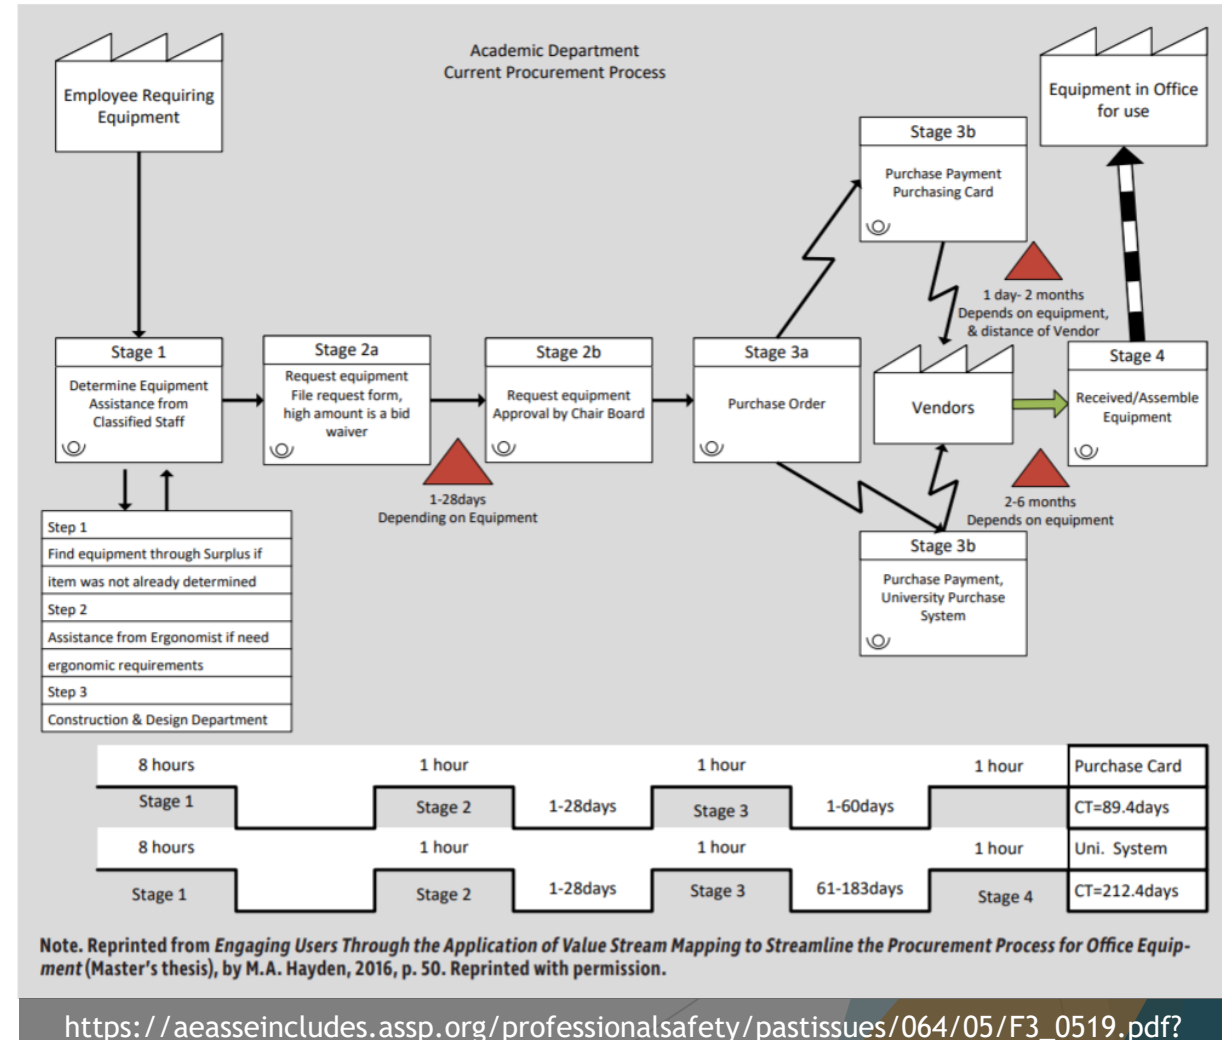 Academic Department
Current Procurement Process
Employee Requiring
Equipment
Equipment in Office
for use
Stage 3b
Purchase Payment
Purchasing Card
1 day- 2 months
Depends on equipment,
& distance of Vendor
Stage 1
Determine Equipment
Assistance from
Classified Staff
Stage 2a
Request equipment
File request form,
high amount is a bid
waiver
1-28days
Depending on Equipment
Stage 2b
Request equipment
Approval by Chair Board
Stage 3a
Purchase Order
Vendors
Stage 4
Received/Assemble
Equipment
2-6 months
Depends on equipment
Stage 3b
Purchase Payment,
University Purchase
System
Step 1
Find equipment through Surplus if
item was not already determined
Step 2
Assistance from Ergonomist if need
ergonomic requirements
Step 3
Construction & Design Department
8 hours 1 hour 1 hour 1 hour Purchase Card
Stage 1 Stage 2 1-28days Stage 3 1-60days CT=89.4days
8 hours 1 hour 1 hour 1 hour Uni. System
Stage 1 Stage 2 1-28days Stage 3 61-183days Stage 4 CT=212.4days
Note. Reprinted from Engaging Users Through the Application of Value Stream Mapping to Streamline the Procurement Process for Office Equip-
ment (Master's thesis), by M.A. Hayden, 2016, p. 50. Reprinted with permission.
https://aeasseincludes.assp.org/professionalsafety/pastissues/064/05/F3_0519.pdf?